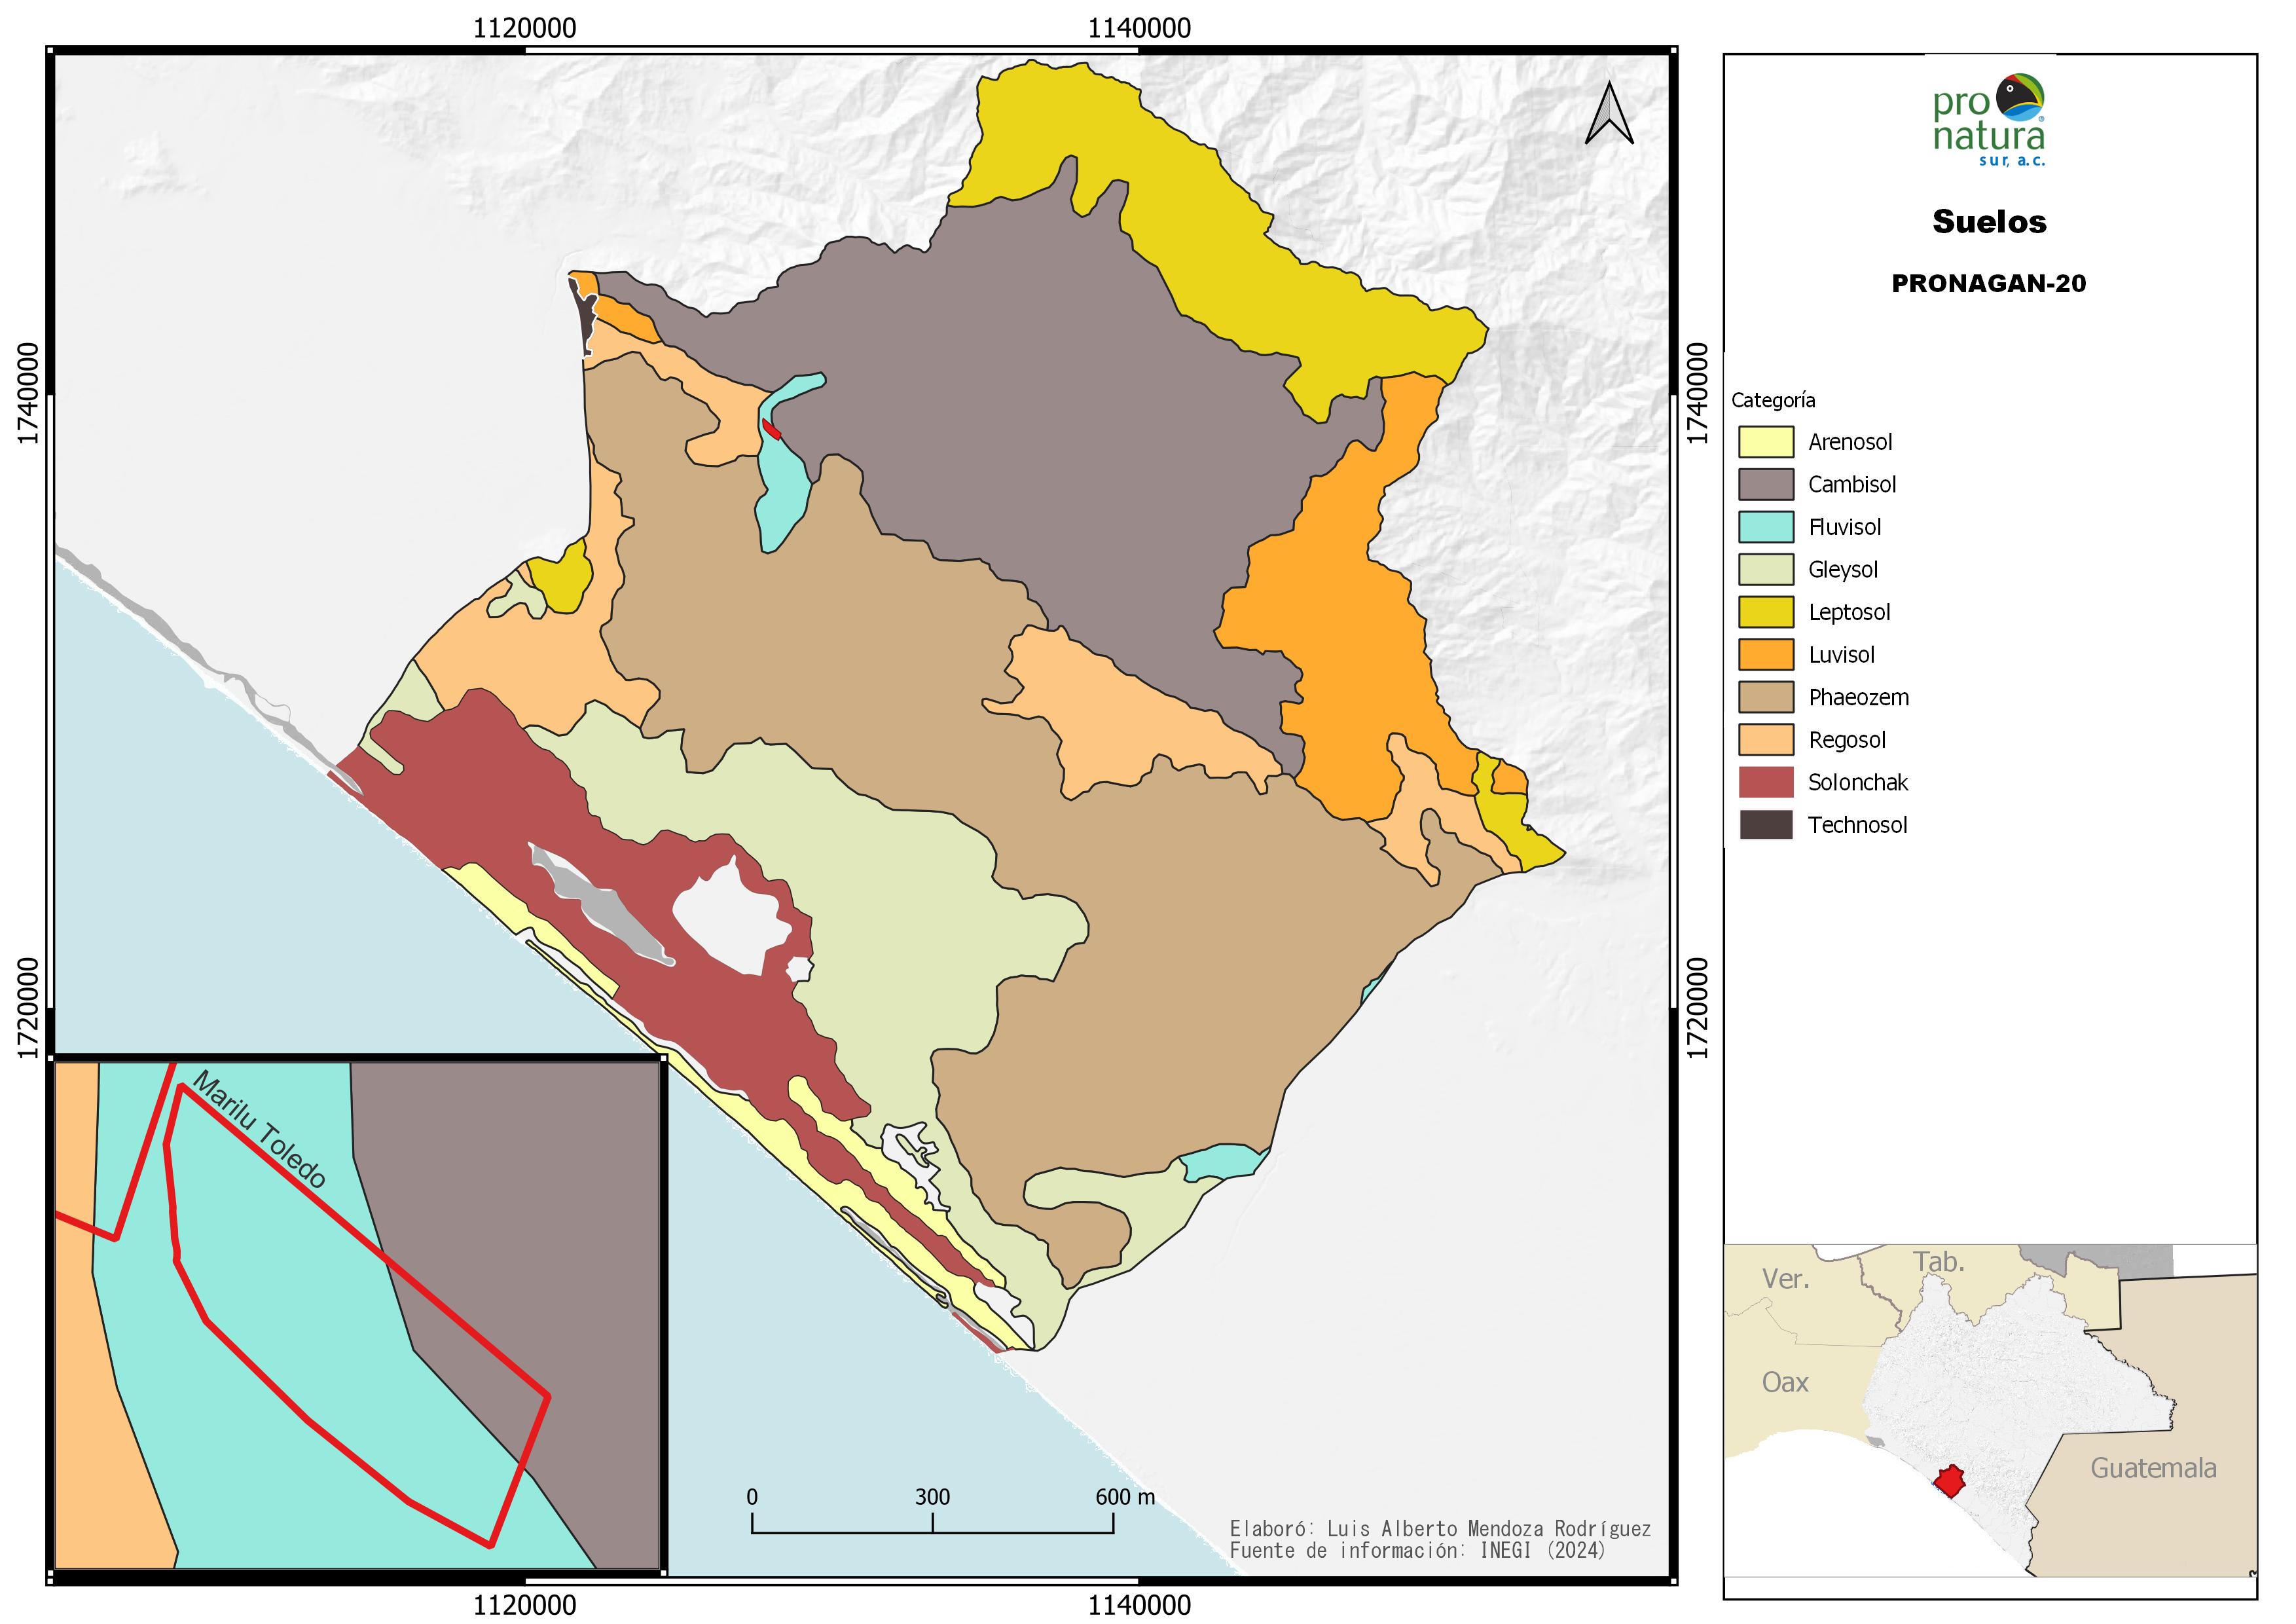 1120000
1140000
1740000
1740000
1720000
1720000
1120000
1140000
Marilu Toledo
0
300
600 m
Elaboró: Luis Alberto Mendoza Rodríguez
Fuente de información: INEGI (2024)
pro
natura
sur, a.c.
Suelos
PRONAGAN-20
Categoría
Arenosol
Cambisol
Fluvisol
Gleysol
Leptosol
Luvisol
Phaeozem
Regosol
Solonchak
Technosol
Ver.
Tab.
Oax
Guatemala